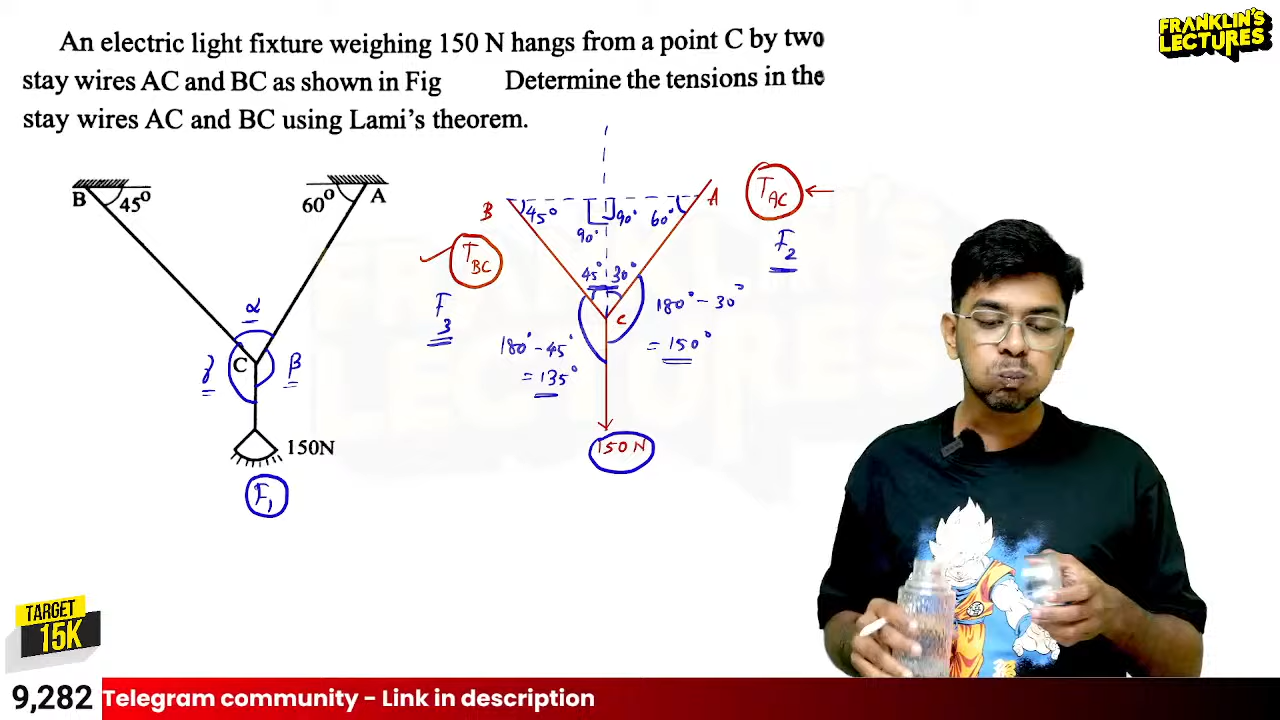 FRANKLIN'S
LECTURES
An electric light fixture weighing 150 N hangs from a point C by two
stay wires AC and BC as shown in Fig Determine the tensions in the
stay wires AC and BC using Lami's theorem.
B 45° 60° A
α
γ C β
150N
F₁
B 45° 90° 90° 60° A
T_BC
F₃
T_AC
F₂
45° 30°
C
180° - 30°
= 150°
180° - 45°
= 135°
150 N
TARGET
15K
9,282 Telegram community - Link in description